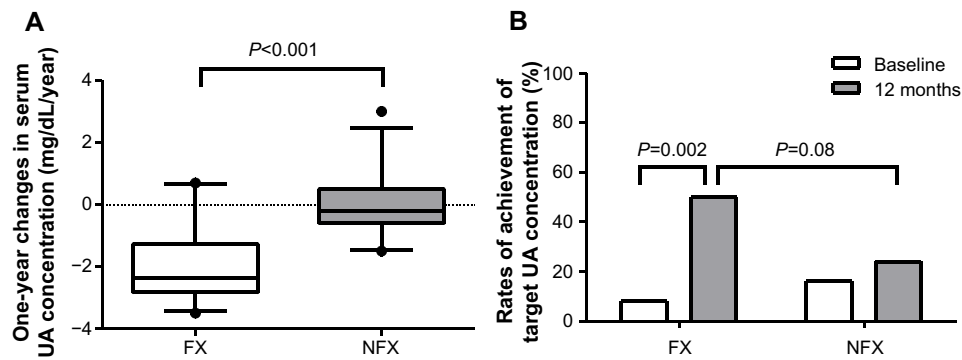 A
P<0.001
One-year changes in serum
UA concentration (mg/dL/year)
4
2
0
−2
−4
FX
NFX
B
Baseline
12 months
P=0.002
P=0.08
Rates of achievement of
target UA concentration (%)
100
80
60
40
20
0
FX
NFX